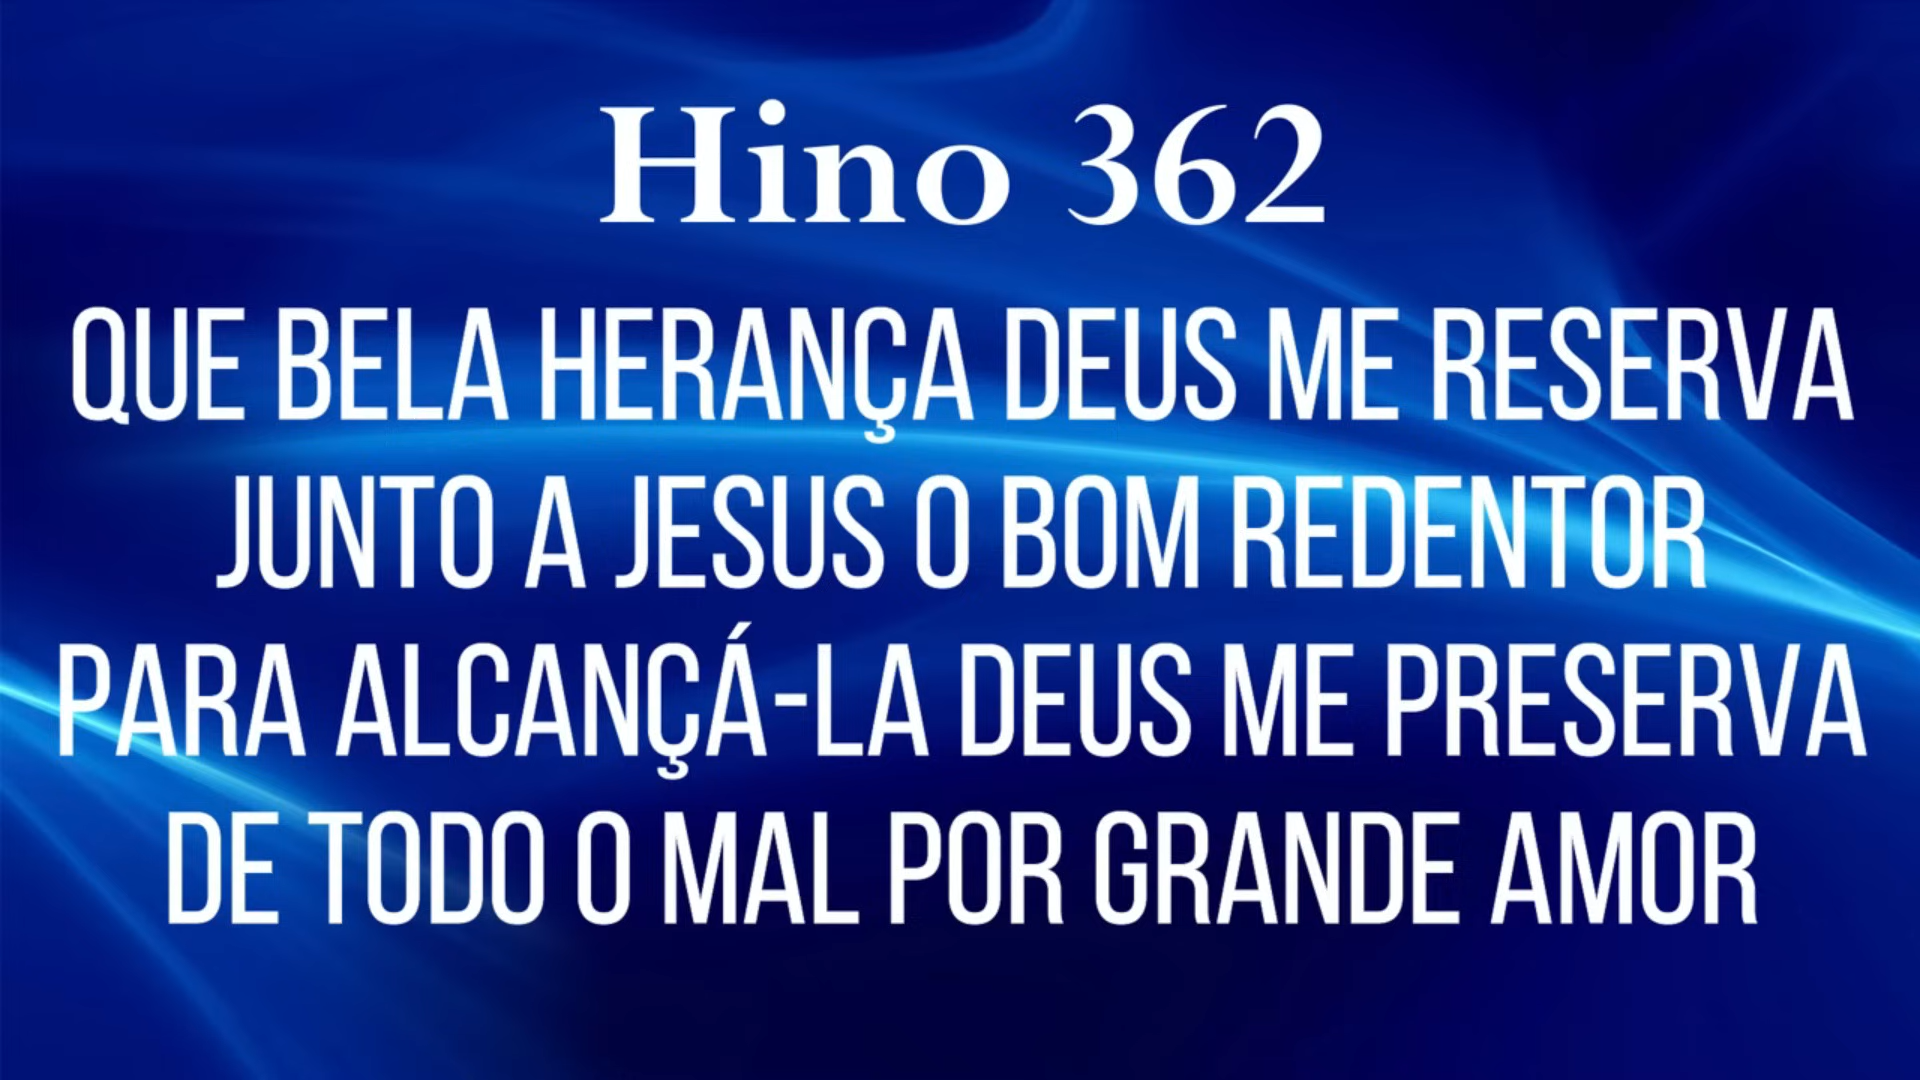 Hino 362
QUE BELA HERANÇA DEUS ME RESERVA
JUNTO A JESUS O BOM REDENTOR
PARA ALCANÇÁ-LA DEUS ME PRESERVA
DE TODO O MAL POR GRANDE AMOR